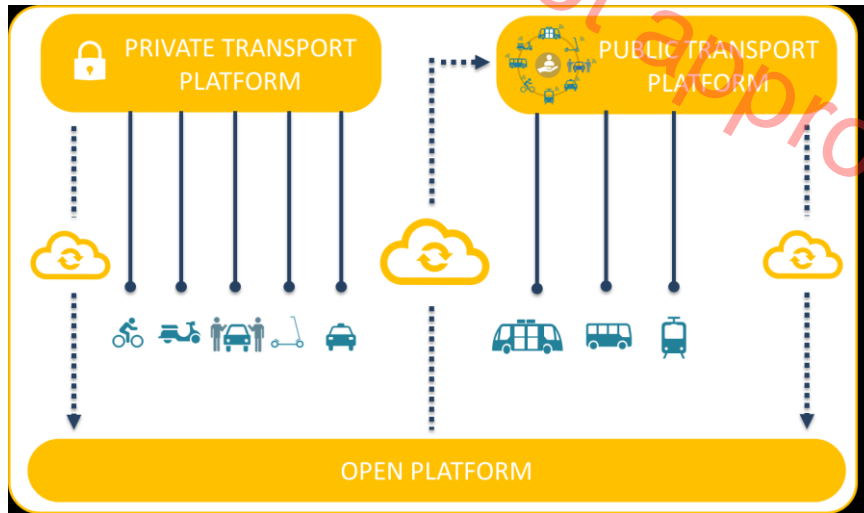 PRIVATE TRANSPORT
PLATFORM
PUBLIC TRANSPORT
PLATFORM
OPEN PLATFORM